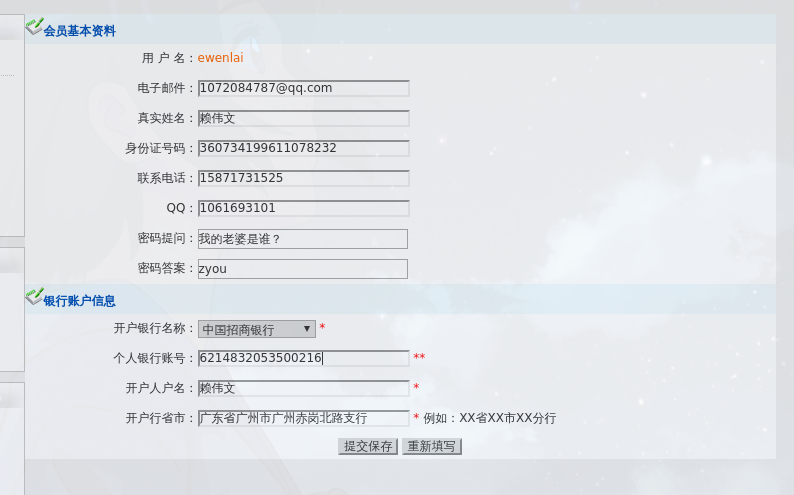 会员基本资料
用 户 名：ewenlai
电子邮件：1072084787@qq.com
真实姓名：赖伟文
身份证号码：360734199611078232
联系电话：15871731525
QQ：1061693101
密码提问：我的老婆是谁？
密码答案：zyou
银行账户信息
开户银行名称：中国招商银行 ▼ *
个人银行账号：6214832053500216 **
开户人户名：赖伟文 *
开户行省市：广东省广州市广州赤岗北路支行 * 例如：XX省XX市XX分行
提交保存 重新填写